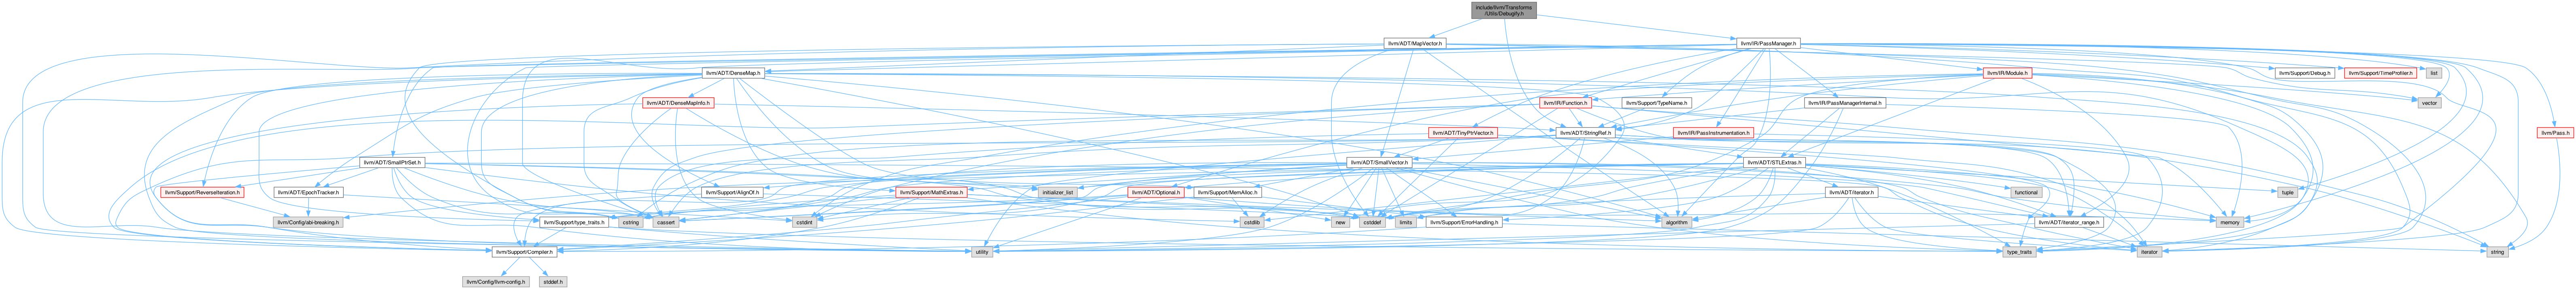 include/llvm/Transforms
/Utils/Debugify.h
llvm/ADT/MapVector.h
llvm/IR/PassManager.h
llvm/ADT/DenseMap.h
llvm/IR/Module.h
llvm/Support/Debug.h
llvm/Support/TimeProfiler.h
list
llvm/ADT/DenseMapInfo.h
llvm/IR/Function.h
llvm/Support/TypeName.h
llvm/IR/PassManagerInternal.h
vector
llvm/ADT/TinyPtrVector.h
llvm/ADT/StringRef.h
llvm/IR/PassInstrumentation.h
llvm/Pass.h
llvm/ADT/SmallPtrSet.h
llvm/ADT/SmallVector.h
llvm/ADT/STLExtras.h
llvm/Support/ReverseIteration.h
llvm/ADT/EpochTracker.h
llvm/Support/AlignOf.h
llvm/Support/MathExtras.h
initializer_list
llvm/ADT/Optional.h
llvm/Support/MemAlloc.h
llvm/ADT/iterator.h
functional
tuple
llvm/Config/abi-breaking.h
llvm/Support/type_traits.h
cstring
cassert
cstdint
cstdlib
new
cstddef
limits
llvm/Support/ErrorHandling.h
algorithm
llvm/ADT/iterator_range.h
memory
llvm/Support/Compiler.h
utility
type_traits
iterator
string
llvm/Config/llvm-config.h
stddef.h